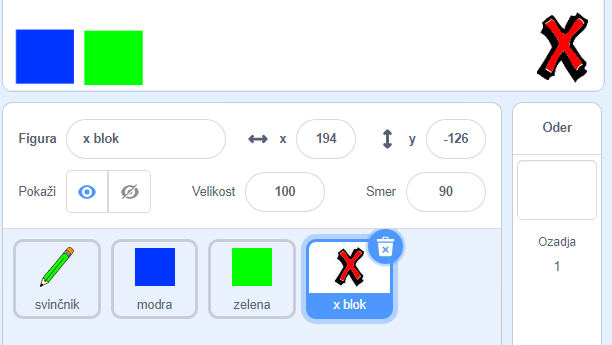 Figura x blok x 194 y -126 Oder
Pokaži Velikost 100 Smer 90
Ozadja
1
svinčnik modra zelena x blok